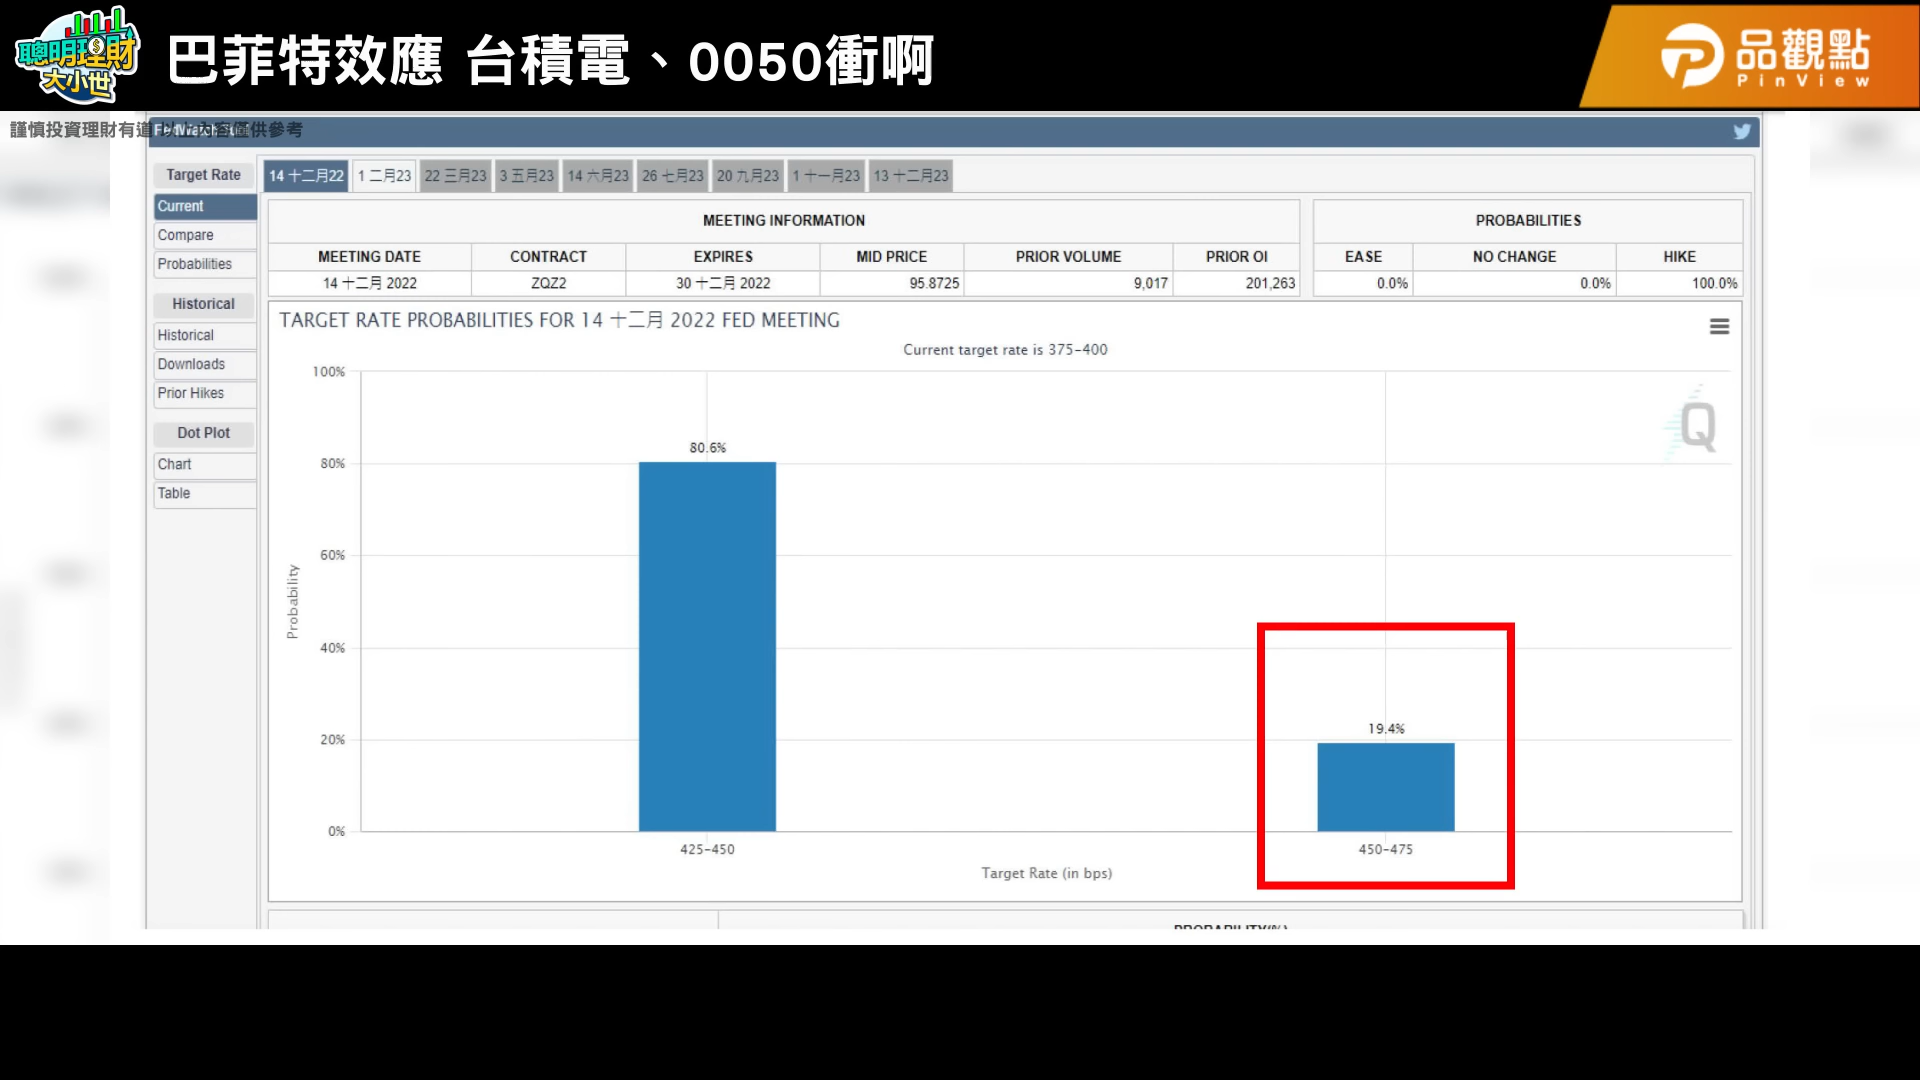 聰明理財
大小世
巴菲特效應 台積電、0050衝啊
品觀點
PinView
謹慎投資理財有道 以上內容僅供參考
Target Rate
Current
Compare
Probabilities
Historical
Historical
Downloads
Prior Hikes
Dot Plot
Chart
Table
14 十二月22 1 二月23 22 三月23 3 五月23 14 六月23 26 七月23 20 九月23 1 十一月23 13 十二月23
MEETING INFORMATION
MEETING DATE CONTRACT EXPIRES MID PRICE PRIOR VOLUME PRIOR OI
14 十二月 2022 ZQZ2 30 十二月 2022 95.8725 9,017 201,263
PROBABILITIES
EASE NO CHANGE HIKE
0.0% 0.0% 100.0%
TARGET RATE PROBABILITIES FOR 14 十二月 2022 FED MEETING
Current target rate is 375-400
100%
80%
60%
40%
20%
0%
Probability
80.6%
19.4%
425-450
450-475
Target Rate (in bps)
Q
PROBABILITY(%)